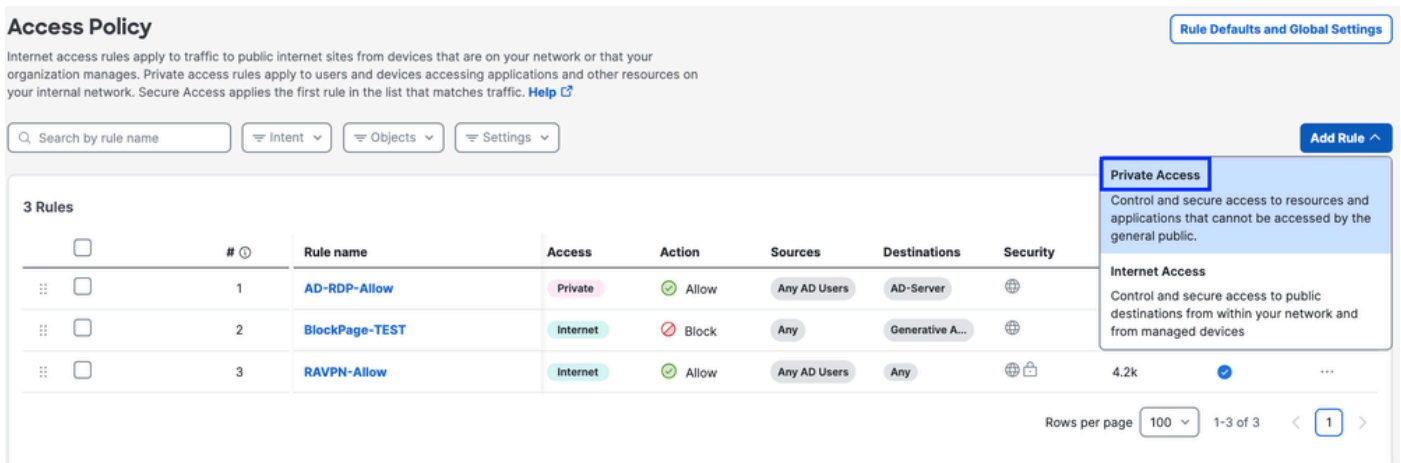 Access Policy
Rule Defaults and Global Settings
Internet access rules apply to traffic to public internet sites from devices that are on your network or that your
organization manages. Private access rules apply to users and devices accessing applications and other resources on
your internal network. Secure Access applies the first rule in the list that matches traffic. Help
Search by rule name Intent Objects Settings Add Rule
Private Access
Control and secure access to resources and
applications that cannot be accessed by the
general public.
Internet Access
Control and secure access to public
destinations from within your network and
from managed devices
3 Rules
# Rule name Access Action Sources Destinations Security
1 AD-RDP-Allow Private Allow Any AD Users AD-Server
2 BlockPage-TEST Internet Block Any Generative A...
3 RAVPN-Allow Internet Allow Any AD Users Any 4.2k ...
Rows per page 100 1-3 of 3 < 1 >